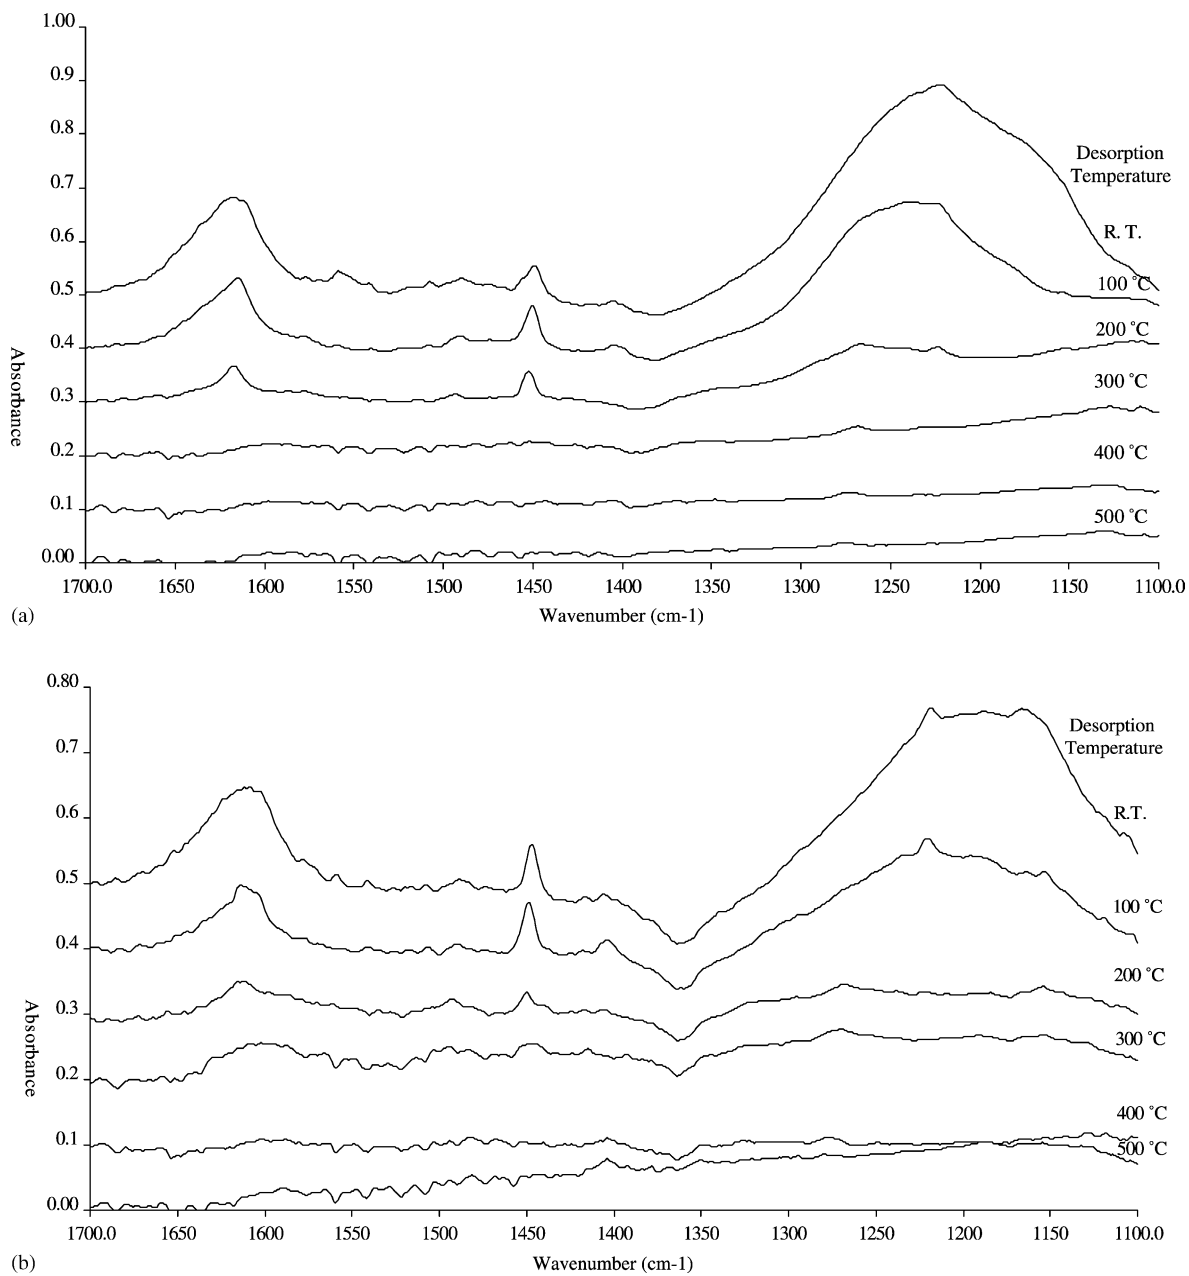 1.00
0.9
0.8
0.7
0.6
0.5
0.4
0.3
0.2
0.1
0.00
Absorbance
Desorption
Temperature
R. T.
100 °C
200 °C
300 °C
400 °C
500 °C
1700.0 1650 1600 1550 1500 1450 1400 1350 1300 1250 1200 1150 1100.0
Wavenumber (cm-1)
(a)
0.80
0.7
0.6
0.5
0.4
0.3
0.2
0.1
0.00
Absorbance
Desorption
Temperature
R.T.
100 °C
200 °C
300 °C
400 °C
500 °C
1700.0 1650 1600 1550 1500 1450 1400 1350 1300 1250 1200 1150 1100.0
Wavenumber (cm-1)
(b)